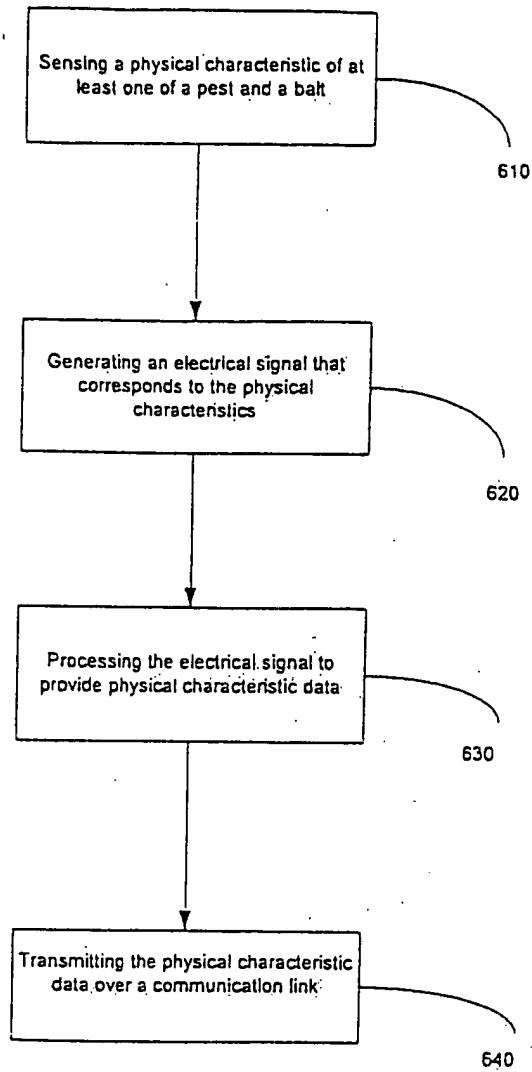 Sensing a physical characteristic of at
least one of a pest and a bait
610
Generating an electrical signal that
corresponds to the physical
characteristics
620
Processing the electrical signal to
provide physical characteristic data
630
Transmitting the physical characteristic
data over a communication link
640